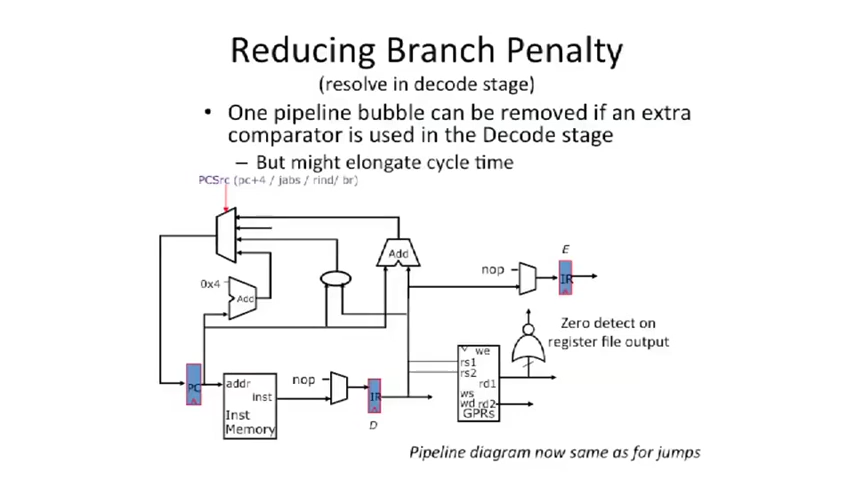 Reducing Branch Penalty
(resolve in decode stage)
• One pipeline bubble can be removed if an extra
comparator is used in the Decode stage
– But might elongate cycle time
PCSrc (pc+4 / jabs / rind/ br)
Add
E
nop
IR
0x4
Add
Zero detect on
register file output
we
rs1
rs2
rd1
ws
wd rd2
GPRs
PC
addr
inst
Inst
Memory
nop
IR
D
Pipeline diagram now same as for jumps